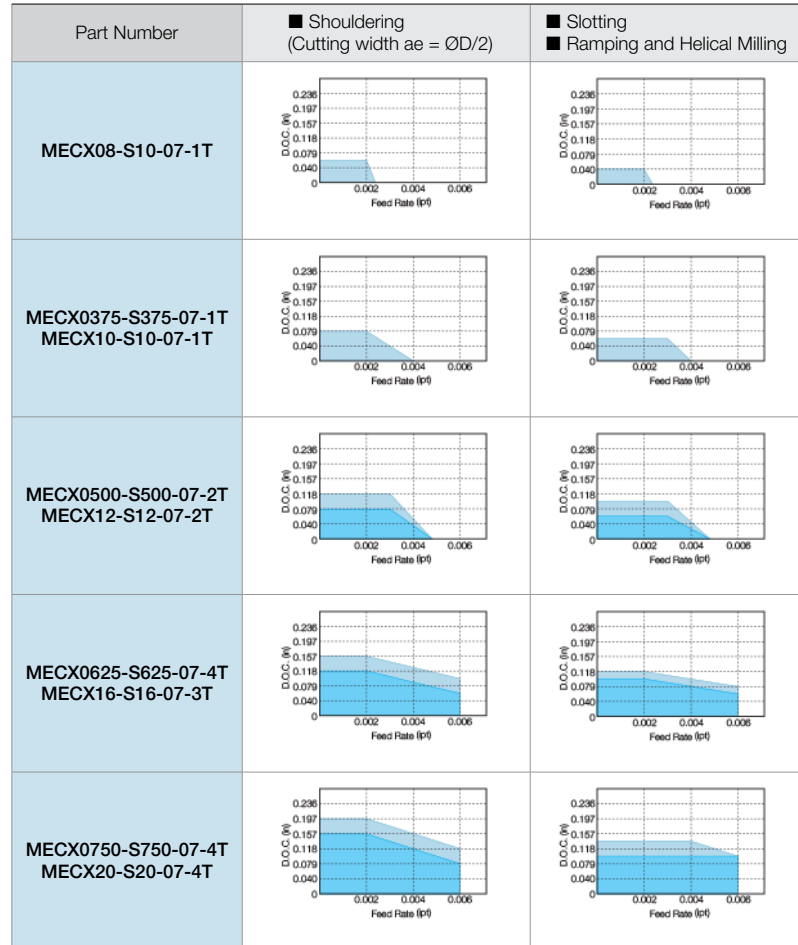 Part Number
■ Shouldering
(Cutting width ae = ØD/2)
■ Slotting
■ Ramping and Helical Milling
MECX08-S10-07-1T
D.O.C. (in)
0.236
0.197
0.157
0.118
0.079
0.040
0
0.002 0.004 0.006
Feed Rate (ipt)
D.O.C. (in)
0.236
0.197
0.157
0.118
0.079
0.040
0
0.002 0.004 0.006
Feed Rate (ipt)
MECX0375-S375-07-1T
MECX10-S10-07-1T
D.O.C. (in)
0.236
0.197
0.157
0.118
0.079
0.040
0
0.002 0.004 0.006
Feed Rate (ipt)
D.O.C. (in)
0.236
0.197
0.157
0.118
0.079
0.040
0
0.002 0.004 0.006
Feed Rate (ipt)
MECX0500-S500-07-2T
MECX12-S12-07-2T
D.O.C. (in)
0.236
0.197
0.157
0.118
0.079
0.040
0
0.002 0.004 0.006
Feed Rate (ipt)
D.O.C. (in)
0.236
0.197
0.157
0.118
0.079
0.040
0
0.002 0.004 0.006
Feed Rate (ipt)
MECX0625-S625-07-4T
MECX16-S16-07-3T
D.O.C. (in)
0.236
0.197
0.157
0.118
0.079
0.040
0
0.002 0.004 0.006
Feed Rate (ipt)
D.O.C. (in)
0.236
0.197
0.157
0.118
0.079
0.040
0
0.002 0.004 0.006
Feed Rate (ipt)
MECX0750-S750-07-4T
MECX20-S20-07-4T
D.O.C. (in)
0.236
0.197
0.157
0.118
0.079
0.040
0
0.002 0.004 0.006
Feed Rate (ipt)
D.O.C. (in)
0.236
0.197
0.157
0.118
0.079
0.040
0
0.002 0.004 0.006
Feed Rate (ipt)